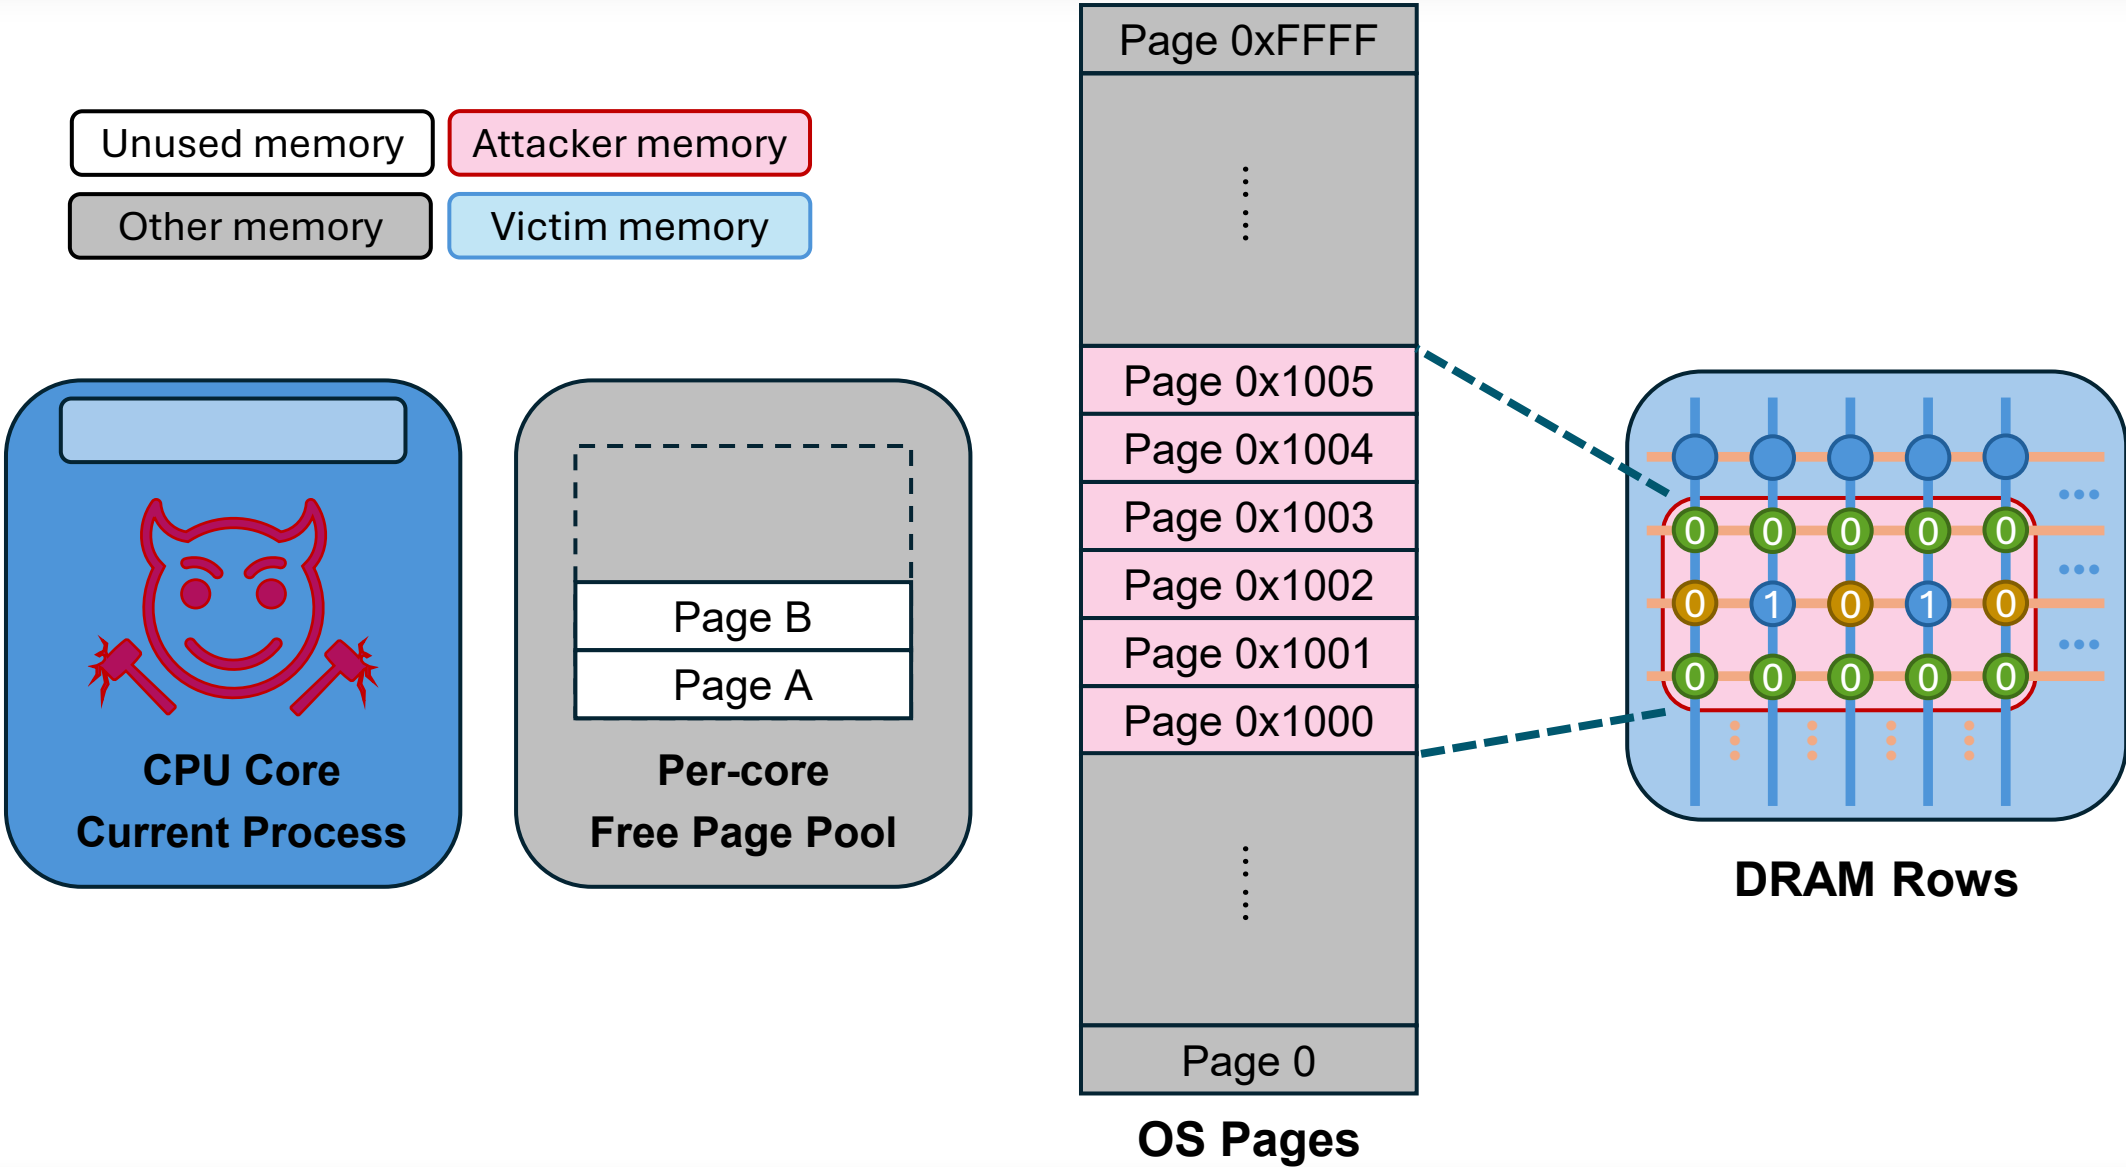 Page 0xFFFF
Unused memory
Attacker memory
Other memory
Victim memory
Page 0x1005
Page 0x1004
Page 0x1003
Page 0x1002
Page 0x1001
Page 0x1000
Page B
Page A
CPU Core
Current Process
Per-core
Free Page Pool
0 0 0 0 0
0 1 0 1 0
0 0 0 0 0
DRAM Rows
Page 0
OS Pages